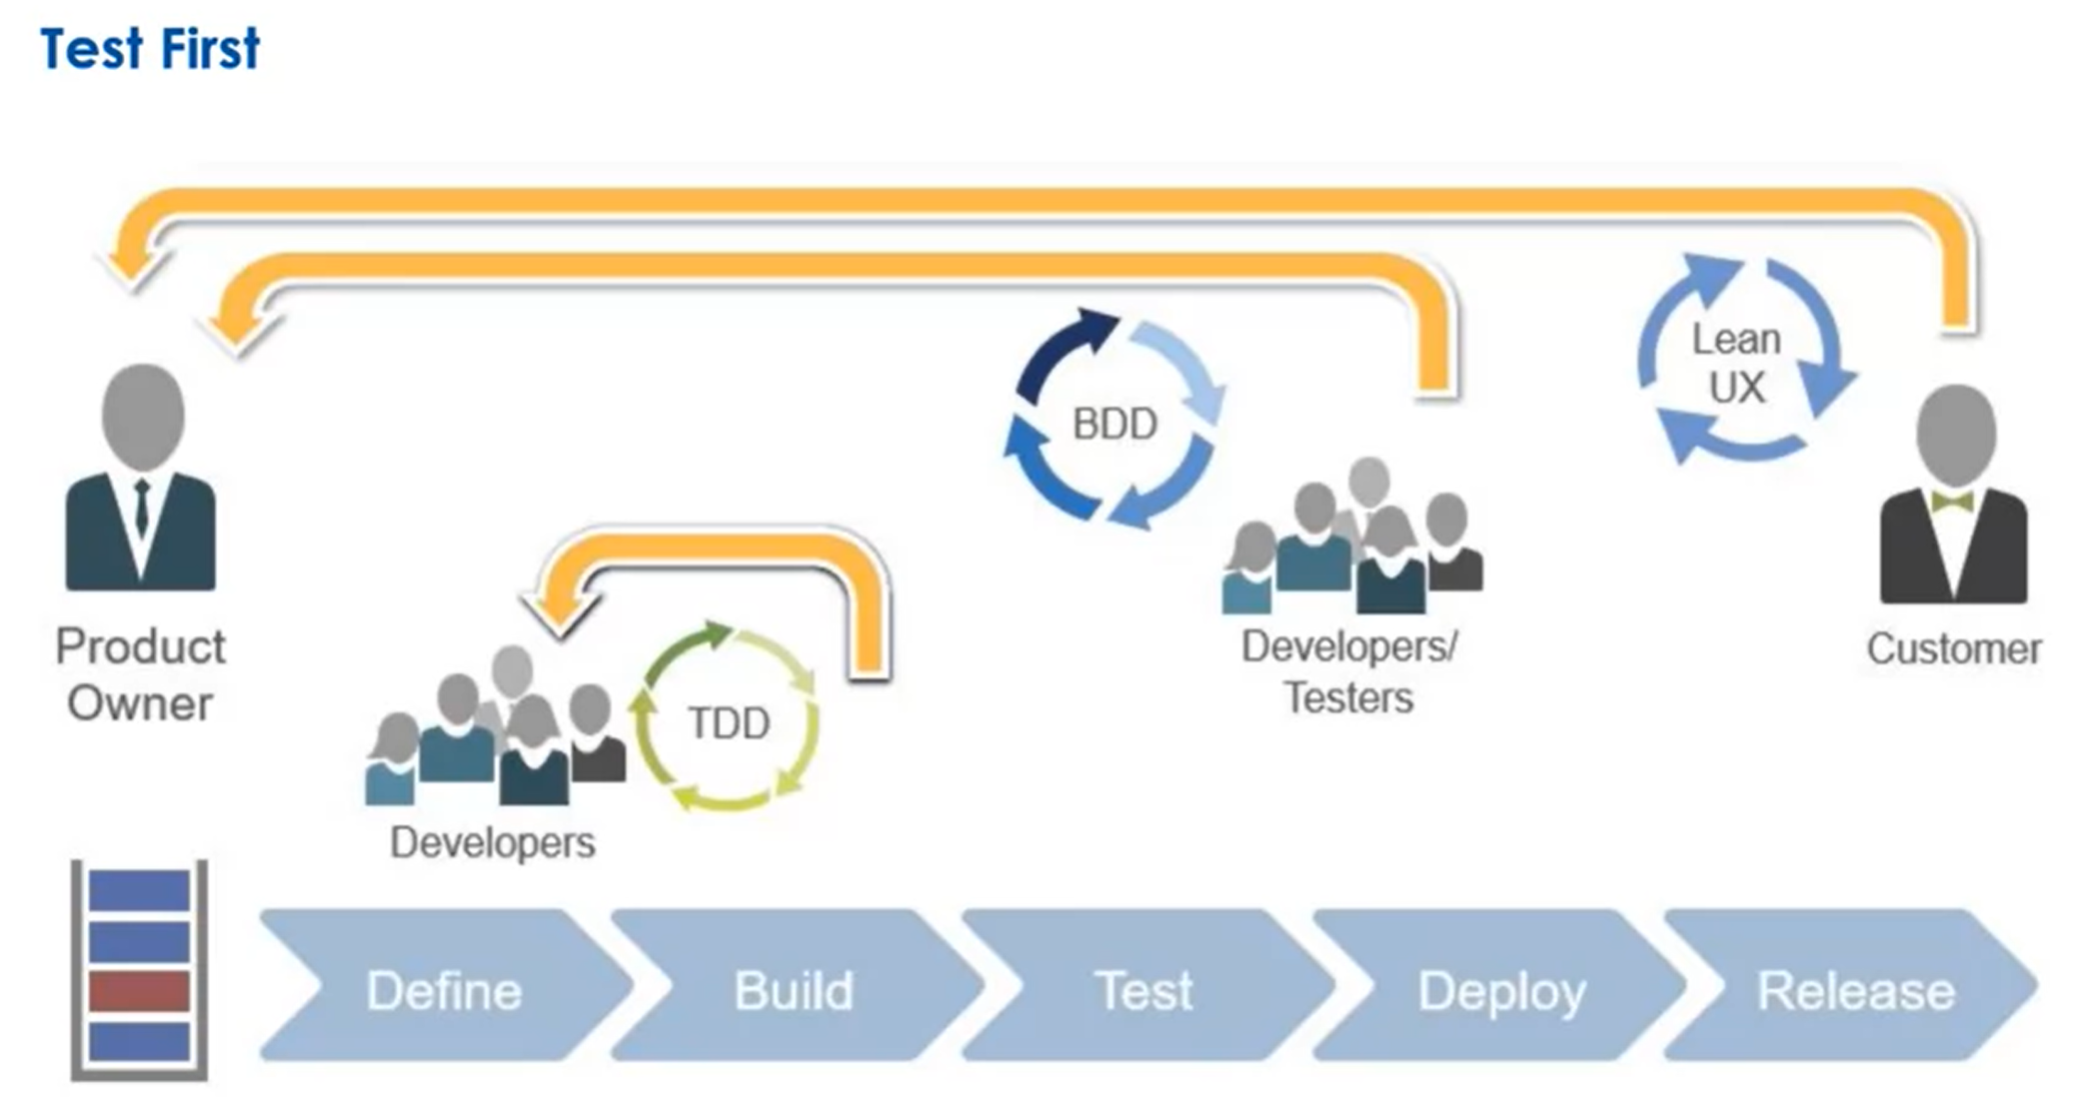 Test First
Lean
UX
BDD
Product
Owner
Developers/
Testers
Customer
TDD
Developers
Define
Build
Test
Deploy
Release